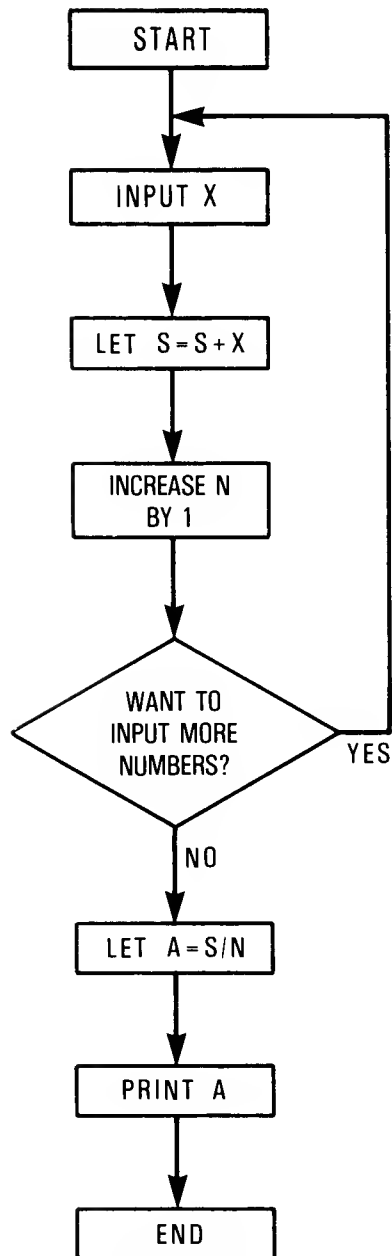 START
INPUT X
LET S=S+X
INCREASE N
BY 1
WANT TO
INPUT MORE
NUMBERS?
YES
NO
LET A=S/N
PRINT A
END